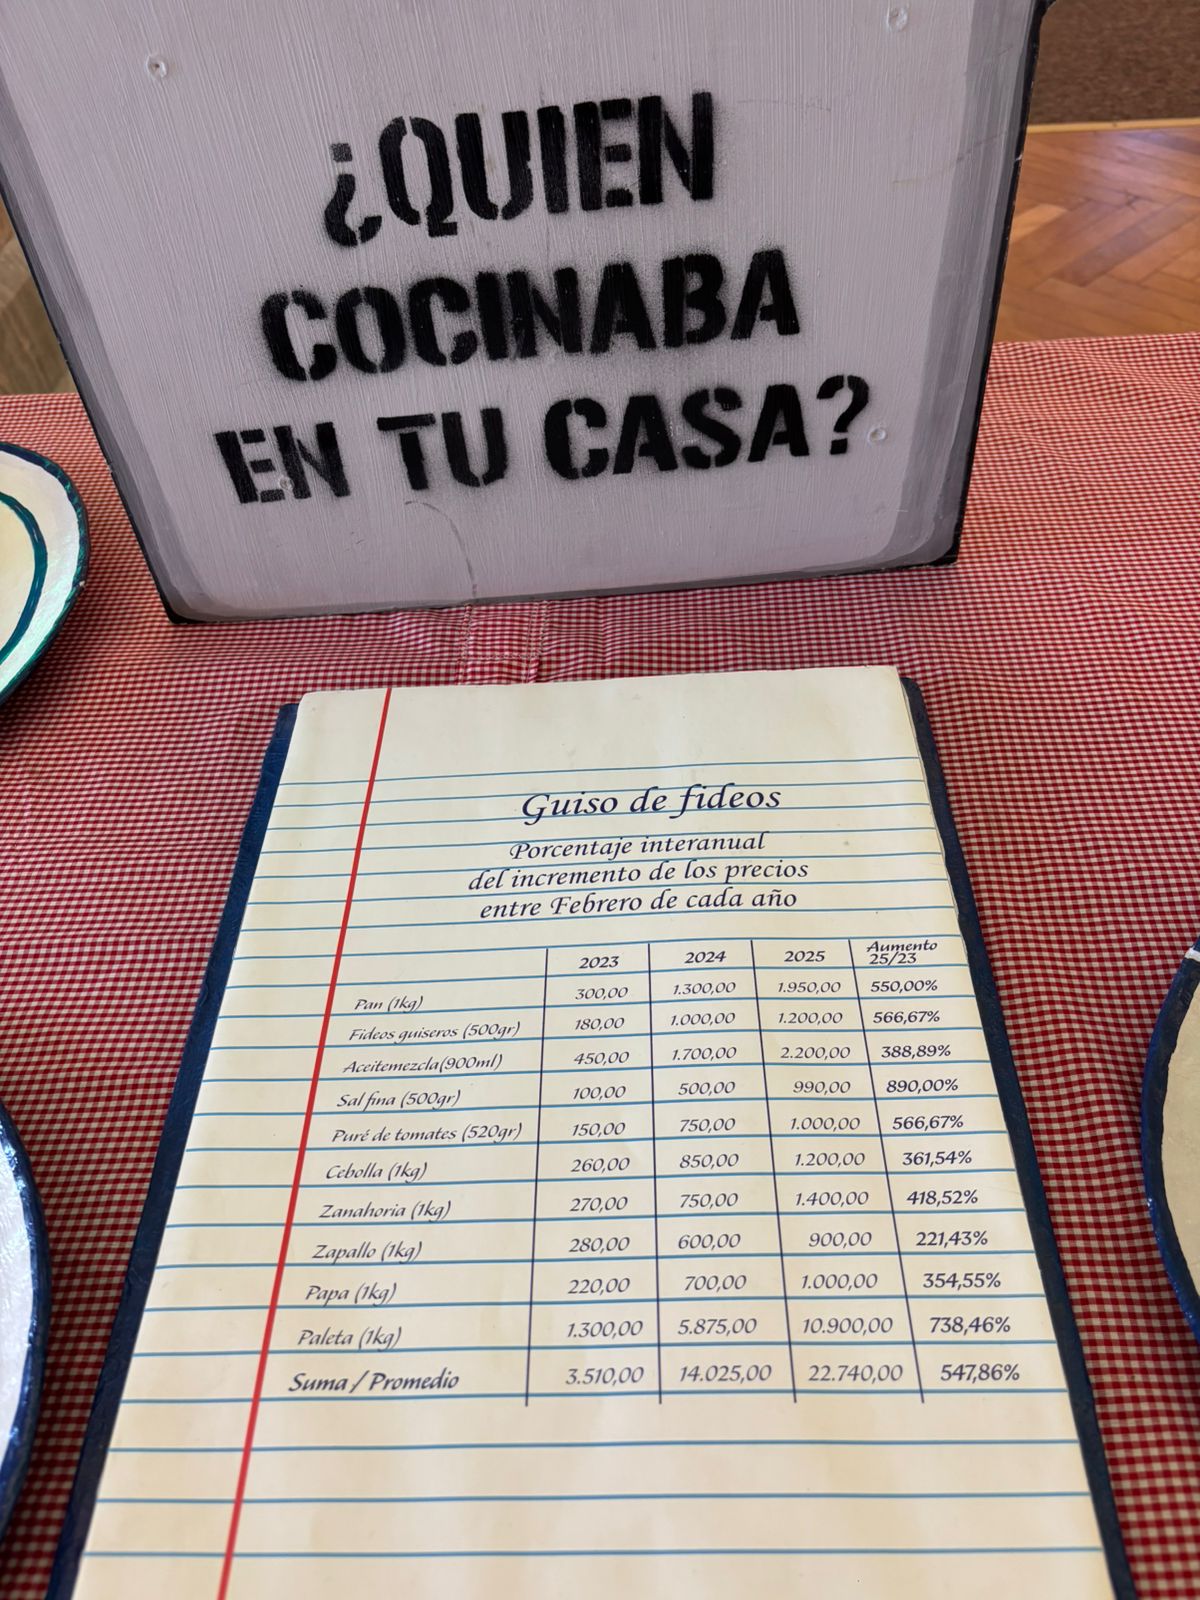 ¿QUIEN
COCINABA
EN TU CASA?
Guiso de fideos
Porcentaje interanual
del incremento de los precios
entre Febrero de cada año
2023 2024 2025 Aumento 25/23
Pan (1kg) 300,00 1.300,00 1.950,00 550,00%
Fideos guiseros (500gr) 180,00 1.000,00 1.200,00 566,67%
Aceitemezcla(900ml) 450,00 1.700,00 2.200,00 388,89%
Sal fina (500gr) 100,00 500,00 990,00 890,00%
Puré de tomates (520gr) 150,00 750,00 1.000,00 566,67%
Cebolla (1kg) 260,00 850,00 1.200,00 361,54%
Zanahoria (1kg) 270,00 750,00 1.400,00 418,52%
Zapallo (1kg) 280,00 600,00 900,00 221,43%
Papa (1kg) 220,00 700,00 1.000,00 354,55%
Paleta (1kg) 1.300,00 5.875,00 10.900,00 738,46%
Suma / Promedio 3.510,00 14.025,00 22.740,00 547,86%